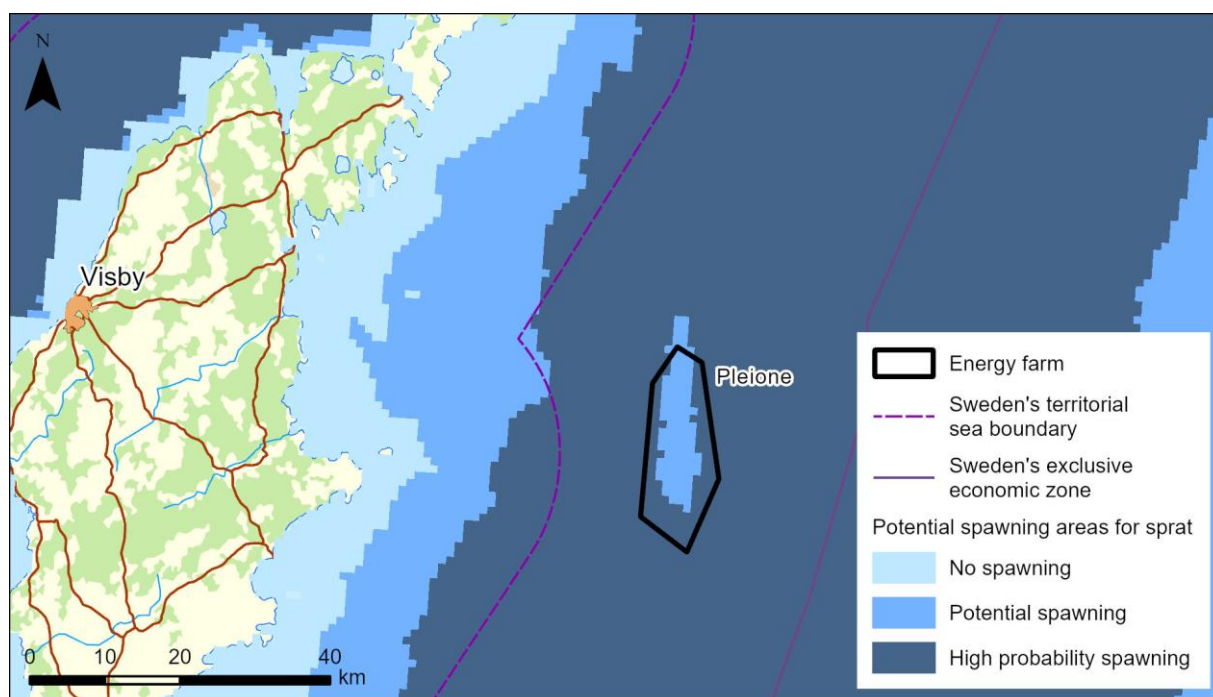 N
Visby
Pleione
Energy farm
Sweden's territorial
sea boundary
Sweden's exclusive
economic zone
Potential spawning areas for sprat
No spawning
Potential spawning
High probability spawning
0 10 20 40
km